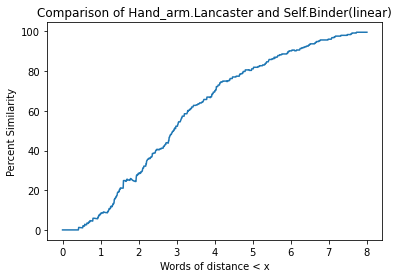 Comparison of Hand_arm.Lancaster and Self.Binder(linear)
100
80
60
40
20
0
Percent Similarity
0 1 2 3 4 5 6 7 8
Words of distance < x